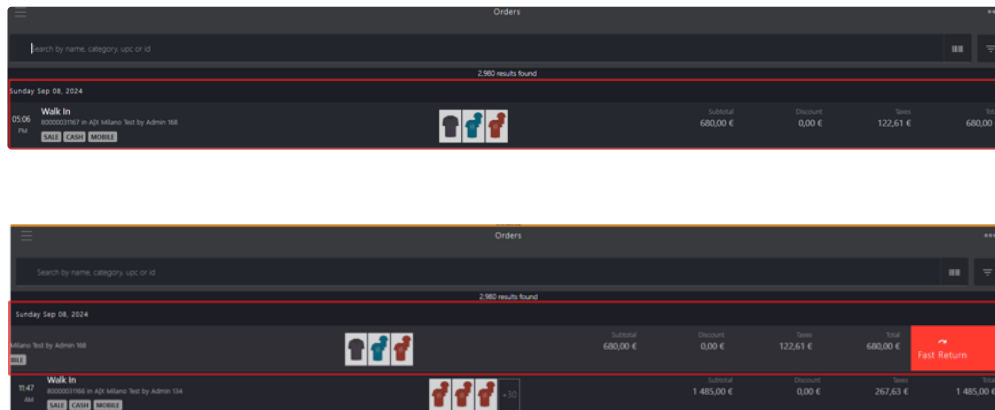 Orders
Search by name, category, upc or id
2.980 results found
Sunday Sep 08, 2024
05:06 PM
Walk In
80000031167 in A|X Milano Test by Admin 168
SALE CASH MOBILE
Subtotal 680,00 €
Discount 0,00 €
Taxes 122,61 €
680,00
Orders
Search by name, category, upc or id
2.980 results found
Sunday Sep 08, 2024
Milano Test by Admin 168
Subtotal 680,00 €
Discount 0,00 €
Taxes 122,61 €
Total 680,00 €
Fast Return
11:47 AM
Walk In
80000031166 in A|X Milano Test by Admin 134
SALE CASH MOBILE
+30
Subtotal 1 485,00 €
Discount 0,00 €
Taxes 267,63 €
Total 1 485,00 €